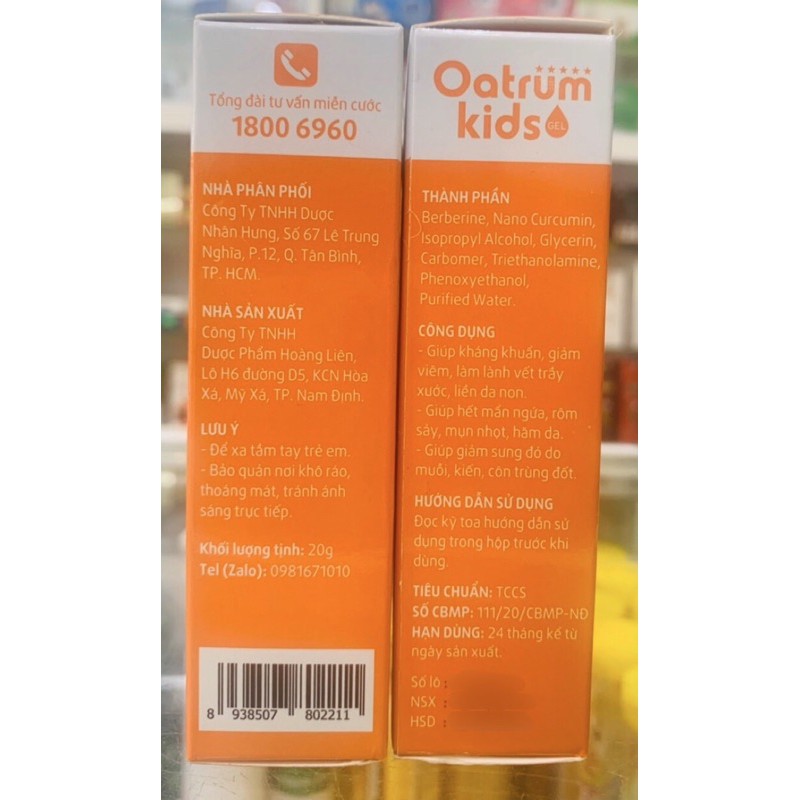 Tổng đài tư vấn miễn cước
1800 6960
NHÀ PHÂN PHỐI
Công Ty TNHH Dược
Nhân Hưng, Số 67 Lê Trung
Nghĩa, P.12, Q. Tân Bình,
TP. HCM.
NHÀ SẢN XUẤT
Công Ty TNHH
Dược Phẩm Hoàng Liên,
Lô H6 đường D5, KCN Hòa
Xá, Mỹ Xá, TP. Nam Định.
LƯU Ý
- Để xa tầm tay trẻ em.
- Bảo quản nơi khô ráo,
thoáng mát, tránh ánh
sáng trực tiếp.
Khối lượng tịnh: 20g
Tel (Zalo): 0981671010
8 938507 802211
Oatrum
kids GEL
THÀNH PHẦN
Berberine, Nano Curcumin,
Isopropyl Alcohol, Glycerin,
Carbomer, Triethanolamine,
Phenoxyethanol,
Purified Water.
CÔNG DỤNG
- Giúp kháng khuẩn, giảm
viêm, làm lành vết trầy
xước, liền da non.
- Giúp hết mẩn ngứa, rôm
sảy, mụn nhọt, hăm da.
- Giúp giảm sưng đỏ do
muỗi, kiến, côn trùng đốt.
HƯỚNG DẪN SỬ DỤNG
Đọc kỹ toa hướng dẫn sử
dụng trong hộp trước khi
dùng.
TIÊU CHUẨN: TCCS
SỐ CBMP: 111/20/CBMP-NĐ
HẠN DÙNG: 24 tháng kể từ
ngày sản xuất.
Số lô :
NSX :
HSD :